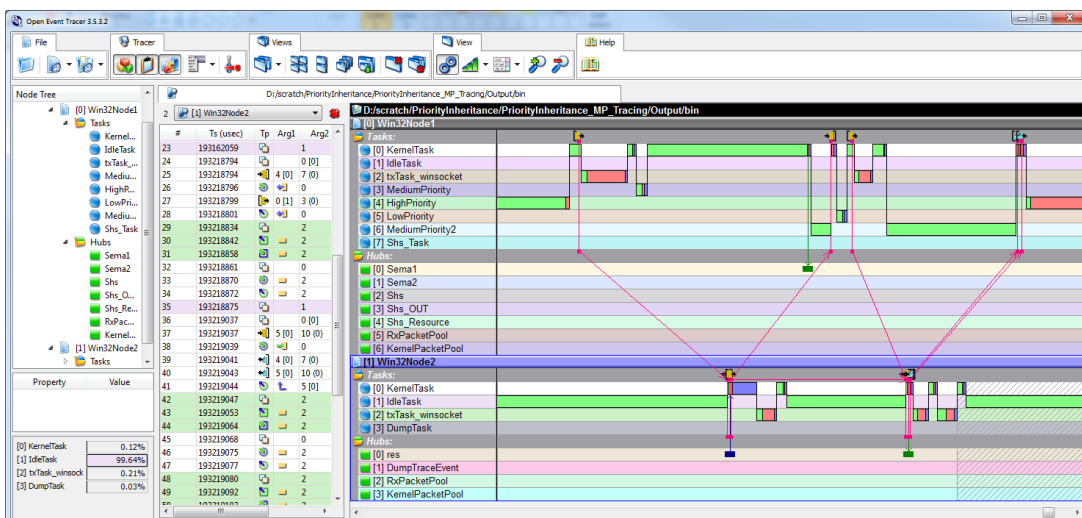 Open Event Tracer 3.5.3.2
File
Tracer
Views
View
Help
Node Tree
[0] Win32Node1
Tasks
Kernel...
IdleTask
txTask_...
Mediu...
HighP...
LowPri...
Mediu...
Shs_Task
Hubs
Sema1
Sema2
Shs
Shs_O...
Shs_Re...
RxPac...
Kernel...
[1] Win32Node2
Tasks
Property Value
[0] KernelTask 0.12%
[1] IdleTask 99.64%
[2] txTask_winsock 0.21%
[3] DumpTask 0.03%
D:/scratch/PriorityInheritance/PriorityInheritance_MP_Tracing/Output/bin
2 [1] Win32Node2
# Ts (usec) Tp Arg1 Arg2
23 193162059 1
24 193218794 0 [0]
25 193218794 4 [0] 7 (0)
26 193218796 0
27 193218799 0 [1] 3 (0)
28 193218801 0
29 193218834 2
30 193218842 2
31 193218858 2
32 193218861 0
33 193218870 2
34 193218872 2
35 193218875 1
36 193219037 0 [0]
37 193219037 5 [0] 10 (0)
38 193219039 0
39 193219041 4 [0] 7 (0)
40 193219043 5 [0] 10 (0)
41 193219044 5 [0]
42 193219047 2
43 193219053 2
44 193219064 2
45 193219068 0
46 193219075 2
47 193219077 2
48 193219080 2
49 193219092 2
D:/scratch/PriorityInheritance/PriorityInheritance_MP_Tracing/Output/bin
[0] Win32Node1
Tasks:
[0] KernelTask
[1] IdleTask
[2] txTask_winsocket
[3] MediumPriority
[4] HighPriority
[5] LowPriority
[6] MediumPriority2
[7] Shs_Task
Hubs:
[0] Sema1
[1] Sema2
[2] Shs
[3] Shs_OUT
[4] Shs_Resource
[5] RxPacketPool
[6] KernelPacketPool
[1] Win32Node2
Tasks:
[0] KernelTask
[1] IdleTask
[2] txTask_winsocket
[3] DumpTask
Hubs:
[0] res
[1] DumpTraceEvent
[2] RxPacketPool
[3] KernelPacketPool